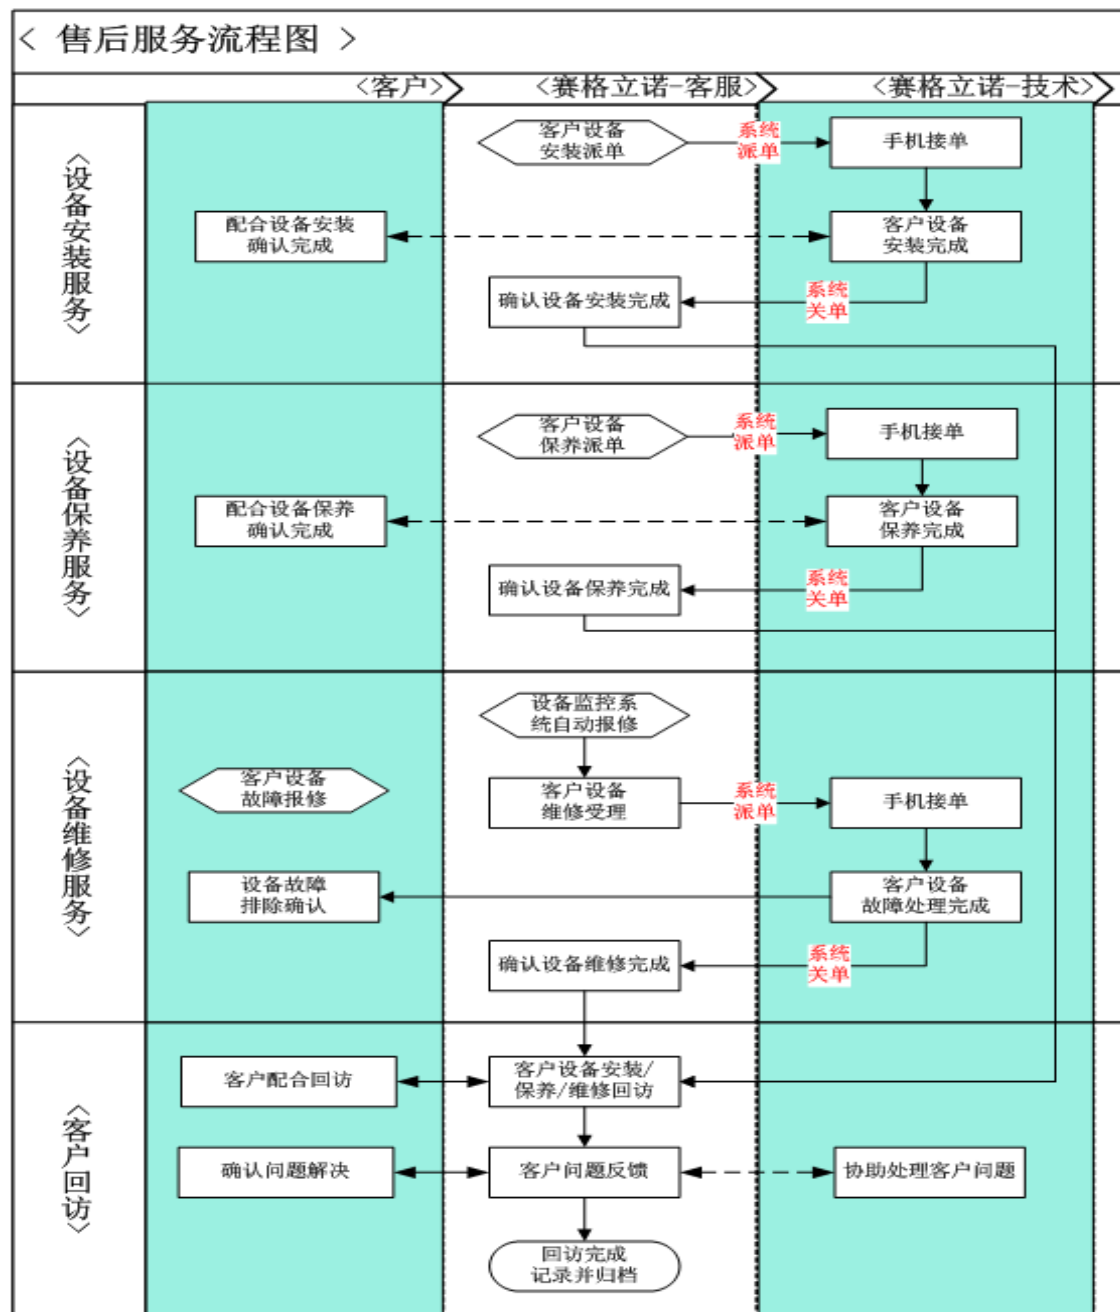 < 售后服务流程图 >
<客户>
<赛格立诺-客服>
<赛格立诺-技术>
<设备安装服务>
客户设备
安装派单
系统
派单
手机接单
配合设备安装
确认完成
客户设备
安装完成
确认设备安装完成
系统
关单
<设备保养服务>
客户设备
保养派单
系统
派单
手机接单
配合设备保养
确认完成
客户设备
保养完成
确认设备保养完成
系统
关单
<设备维修服务>
设备监控系
统自动报修
客户设备
故障报修
客户设备
维修受理
系统
派单
手机接单
设备故障
排除确认
客户设备
故障处理完成
确认设备维修完成
系统
关单
<客户回访>
客户配合回访
客户设备安装/
保养/维修回访
确认问题解决
客户问题反馈
协助处理客户问题
回访完成
记录并归档